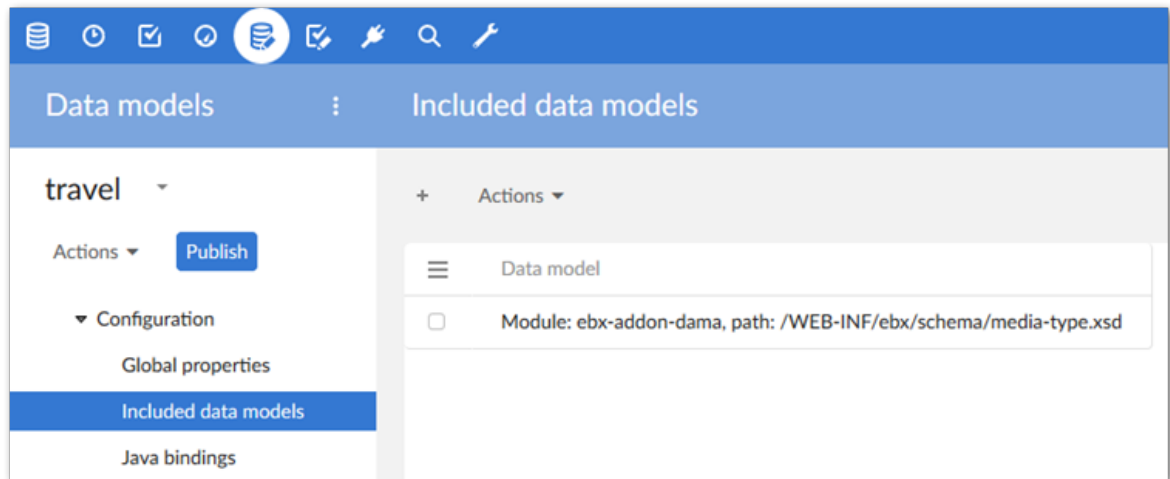 Data models
Included data models
travel
Actions
Publish
Actions
Data model
Configuration
Module: ebx-addon-dama, path: /WEB-INF/ebx/schema/media-type.xsd
Global properties
Included data models
Java bindings